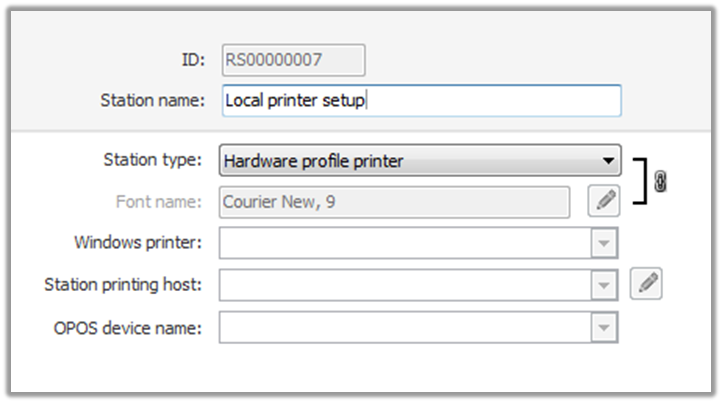 ID: RS00000007
Station name: Local printer setup
Station type: Hardware profile printer
Font name: Courier New, 9
Windows printer:
Station printing host:
OPOS device name: